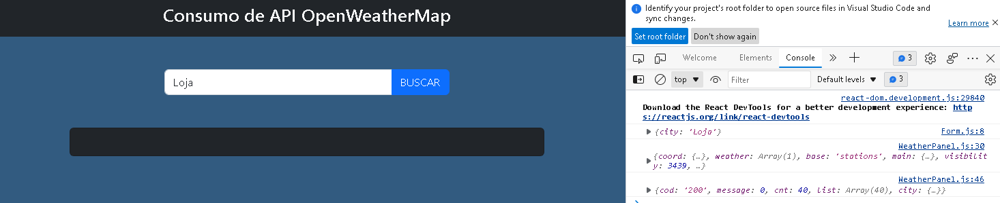 Consumo de API OpenWeatherMap
Loja
BUSCAR
Identify your project's root folder to open source files in Visual Studio Code and
sync changes.
Learn more
Set root folder
Don't show again
Welcome
Elements
Console
3
top
Filter
Default levels
3
react-dom.development.js:29840
Download the React DevTools for a better development experience: http
s://reactjs.org/link/react-devtools
{city: 'Loja'}
Form.js:8
WeatherPanel.js:30
{coord: {…}, weather: Array(1), base: 'stations', main: {…}, visibilit
y: 3439, …}
WeatherPanel.js:46
{cod: '200', message: 0, cnt: 40, list: Array(40), city: {…}}